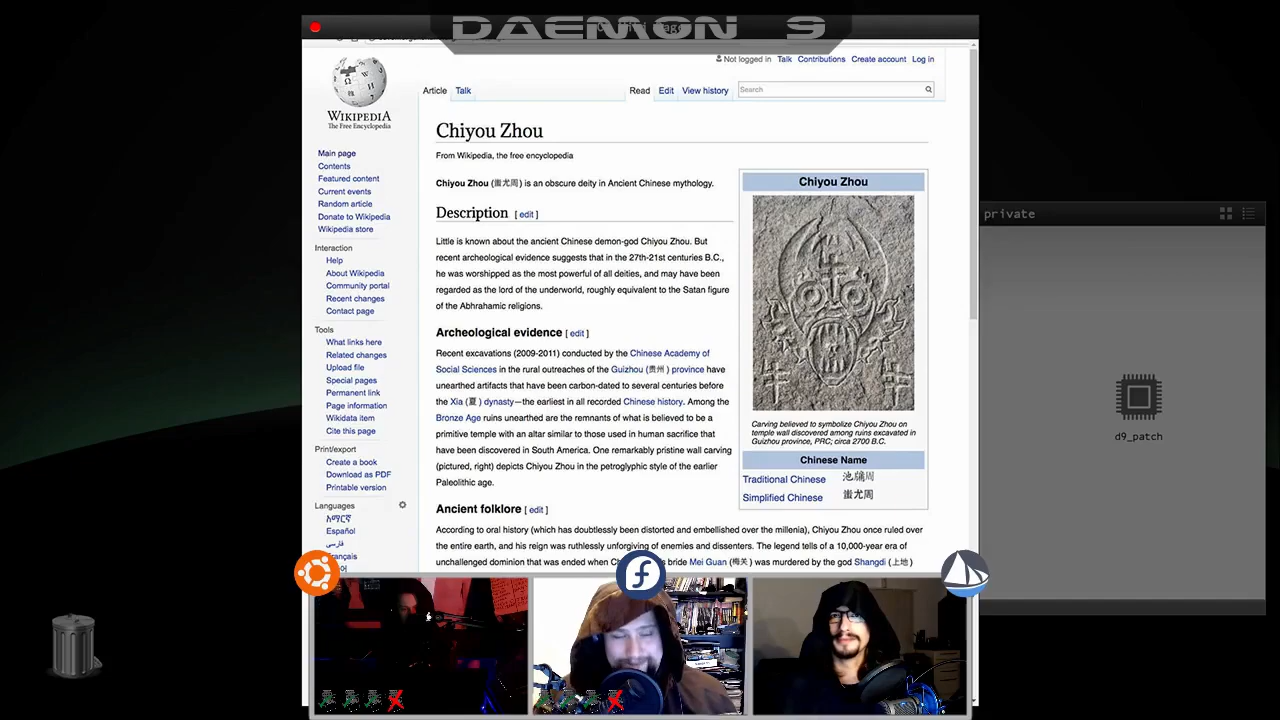 DAEMON 9
Not logged in Talk Contributions Create account Log in
WIKIPEDIA
The Free Encyclopedia
Article Talk Read Edit View history Search
Main page
Contents
Featured content
Current events
Random article
Donate to Wikipedia
Wikipedia store
Interaction
Help
About Wikipedia
Community portal
Recent changes
Contact page
Tools
What links here
Related changes
Upload file
Special pages
Permanent link
Page information
Wikidata item
Cite this page
Print/export
Create a book
Download as PDF
Printable version
Languages
አማርኛ
Español
فارسی
Français
Chiyou Zhou
From Wikipedia, the free encyclopedia
Chiyou Zhou (蚩尤周) is an obscure deity in Ancient Chinese mythology.
Description [ edit ]
Little is known about the ancient Chinese demon-god Chiyou Zhou. But
recent archeological evidence suggests that in the 27th-21st centuries B.C.,
he was worshipped as the most powerful of all deities, and may have been
regarded as the lord of the underworld, roughly equivalent to the Satan figure
of the Abhrahamic religions.
Archeological evidence [ edit ]
Recent excavations (2009-2011) conducted by the Chinese Academy of
Social Sciences in the rural outreaches of the Guizhou (贵州) province have
unearthed artifacts that have been carbon-dated to several centuries before
the Xia (夏) dynasty—the earliest in all recorded Chinese history. Among the
Bronze Age ruins unearthed are the remnants of what is believed to be a
primitive temple with an altar similar to those used in human sacrifice that
have been discovered in South America. One remarkably pristine wall carving
(pictured, right) depicts Chiyou Zhou in the petroglyphic style of the earlier
Paleolithic age.
Ancient folklore [ edit ]
According to oral history (which has doubtlessly been distorted and embellished over the millenia), Chiyou Zhou once ruled over
the entire earth, and his reign was ruthlessly unforgiving of enemies and dissenters. The legend tells of a 10,000-year era of
unchallenged dominion that was ended when bride Mei Guan (梅关) was murdered by the god Shangdi (上地)
Chiyou Zhou
Carving believed to symbolize Chiyou Zhou on
temple wall discovered among ruins excavated in
Guizhou province, PRC; circa 2700 B.C.
Chinese Name
Traditional Chinese
Simplified Chinese 蚩尤周
private
d9_patch